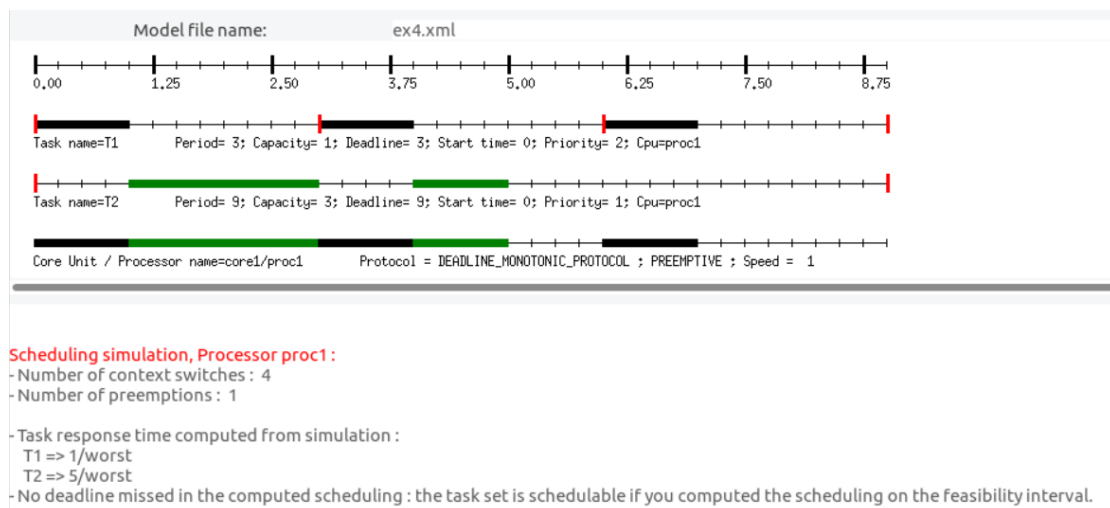 Model file name: ex4.xml
0.00 1.25 2.50 3.75 5.00 6.25 7.50 8.75
Task name=T1 Period= 3; Capacity= 1; Deadline= 3; Start time= 0; Priority= 2; Cpu=proc1
Task name=T2 Period= 9; Capacity= 3; Deadline= 9; Start time= 0; Priority= 1; Cpu=proc1
Core Unit / Processor name=core1/proc1 Protocol = DEADLINE_MONOTONIC_PROTOCOL ; PREEMPTIVE ; Speed = 1
Scheduling simulation, Processor proc1 :
- Number of context switches : 4
- Number of preemptions : 1
- Task response time computed from simulation :
T1 => 1/worst
T2 => 5/worst
- No deadline missed in the computed scheduling : the task set is schedulable if you computed the scheduling on the feasibility interval.